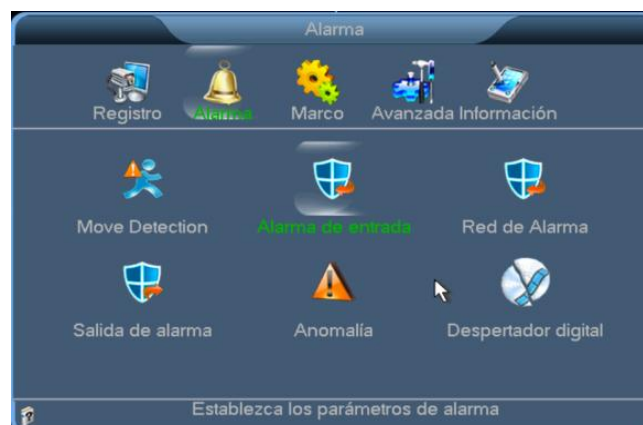 Alarma
Registro Alarma Marco Avanzada Información
Move Detection Alarma de entrada Red de Alarma
Salida de alarma Anomalía Despertador digital
Establezca los parámetros de alarma